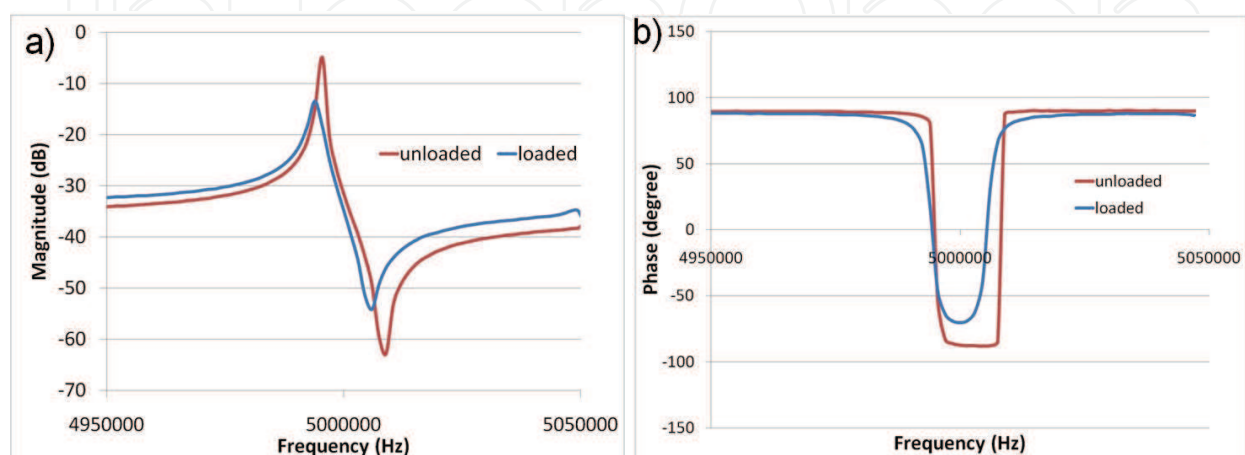 a)
0
-10
-20
-30
-40
-50
-60
-70
Magnitude (dB)
unloaded
loaded
4950000
5000000
5050000
Frequency (Hz)
b)
150
100
50
0
-50
-100
-150
Phase (degree)
unloaded
loaded
4950000
5000000
5050000
Frequency (Hz)